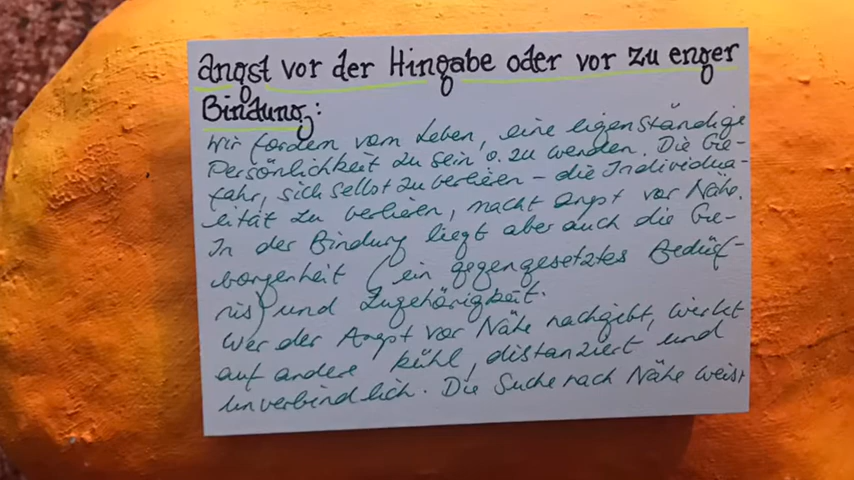 Angst vor der Hingabe oder vor zu enger
Bindung:
Wir fordern vom Leben, eine eigenständige
Persönlichkeit zu sein o. zu werden. Die Ge-
fahr, sich selbst zu verlieren – die Individua-
lität zu verlieren, macht Angst vor Nähe.
In der Bindung liegt aber auch die Ge-
borgenheit (ein gegengesetztes Bedürf-
nis) und Zugehörigkeit.
Wer der Angst vor Nähe nachgibt, wirkt
auf andere kühl, distanziert und
unverbindlich. Die Suche nach Nähe weist